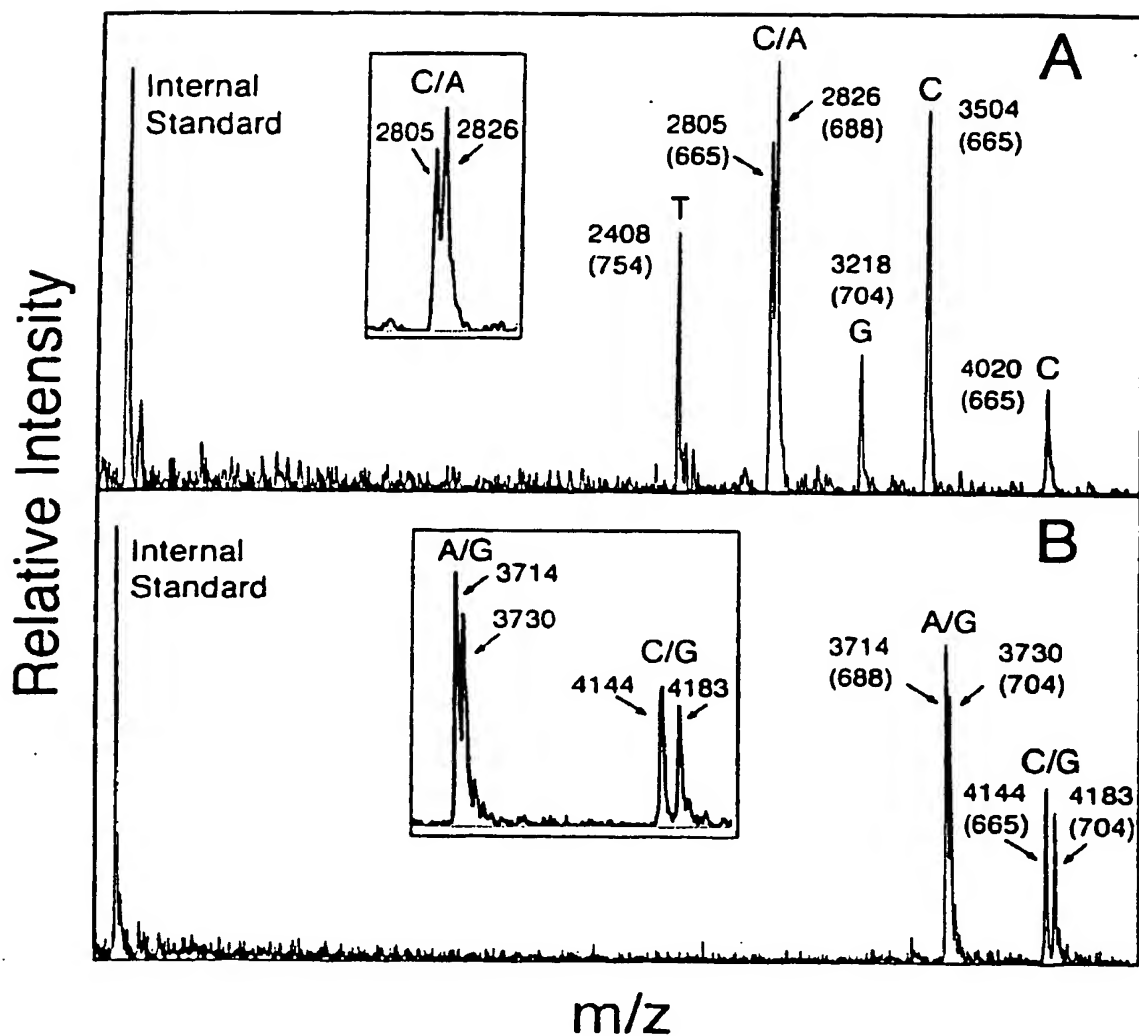 Relative Intensity
A
Internal
Standard
C/A
2805
2826
T
2408
(754)
C/A
2805
(665)
2826
(688)
3218
(704)
G
C
3504
(665)
4020
(665)
C
B
Internal
Standard
A/G
3714
3730
C/G
4144
4183
A/G
3714
(688)
3730
(704)
C/G
4144
(665)
4183
(704)
m/z